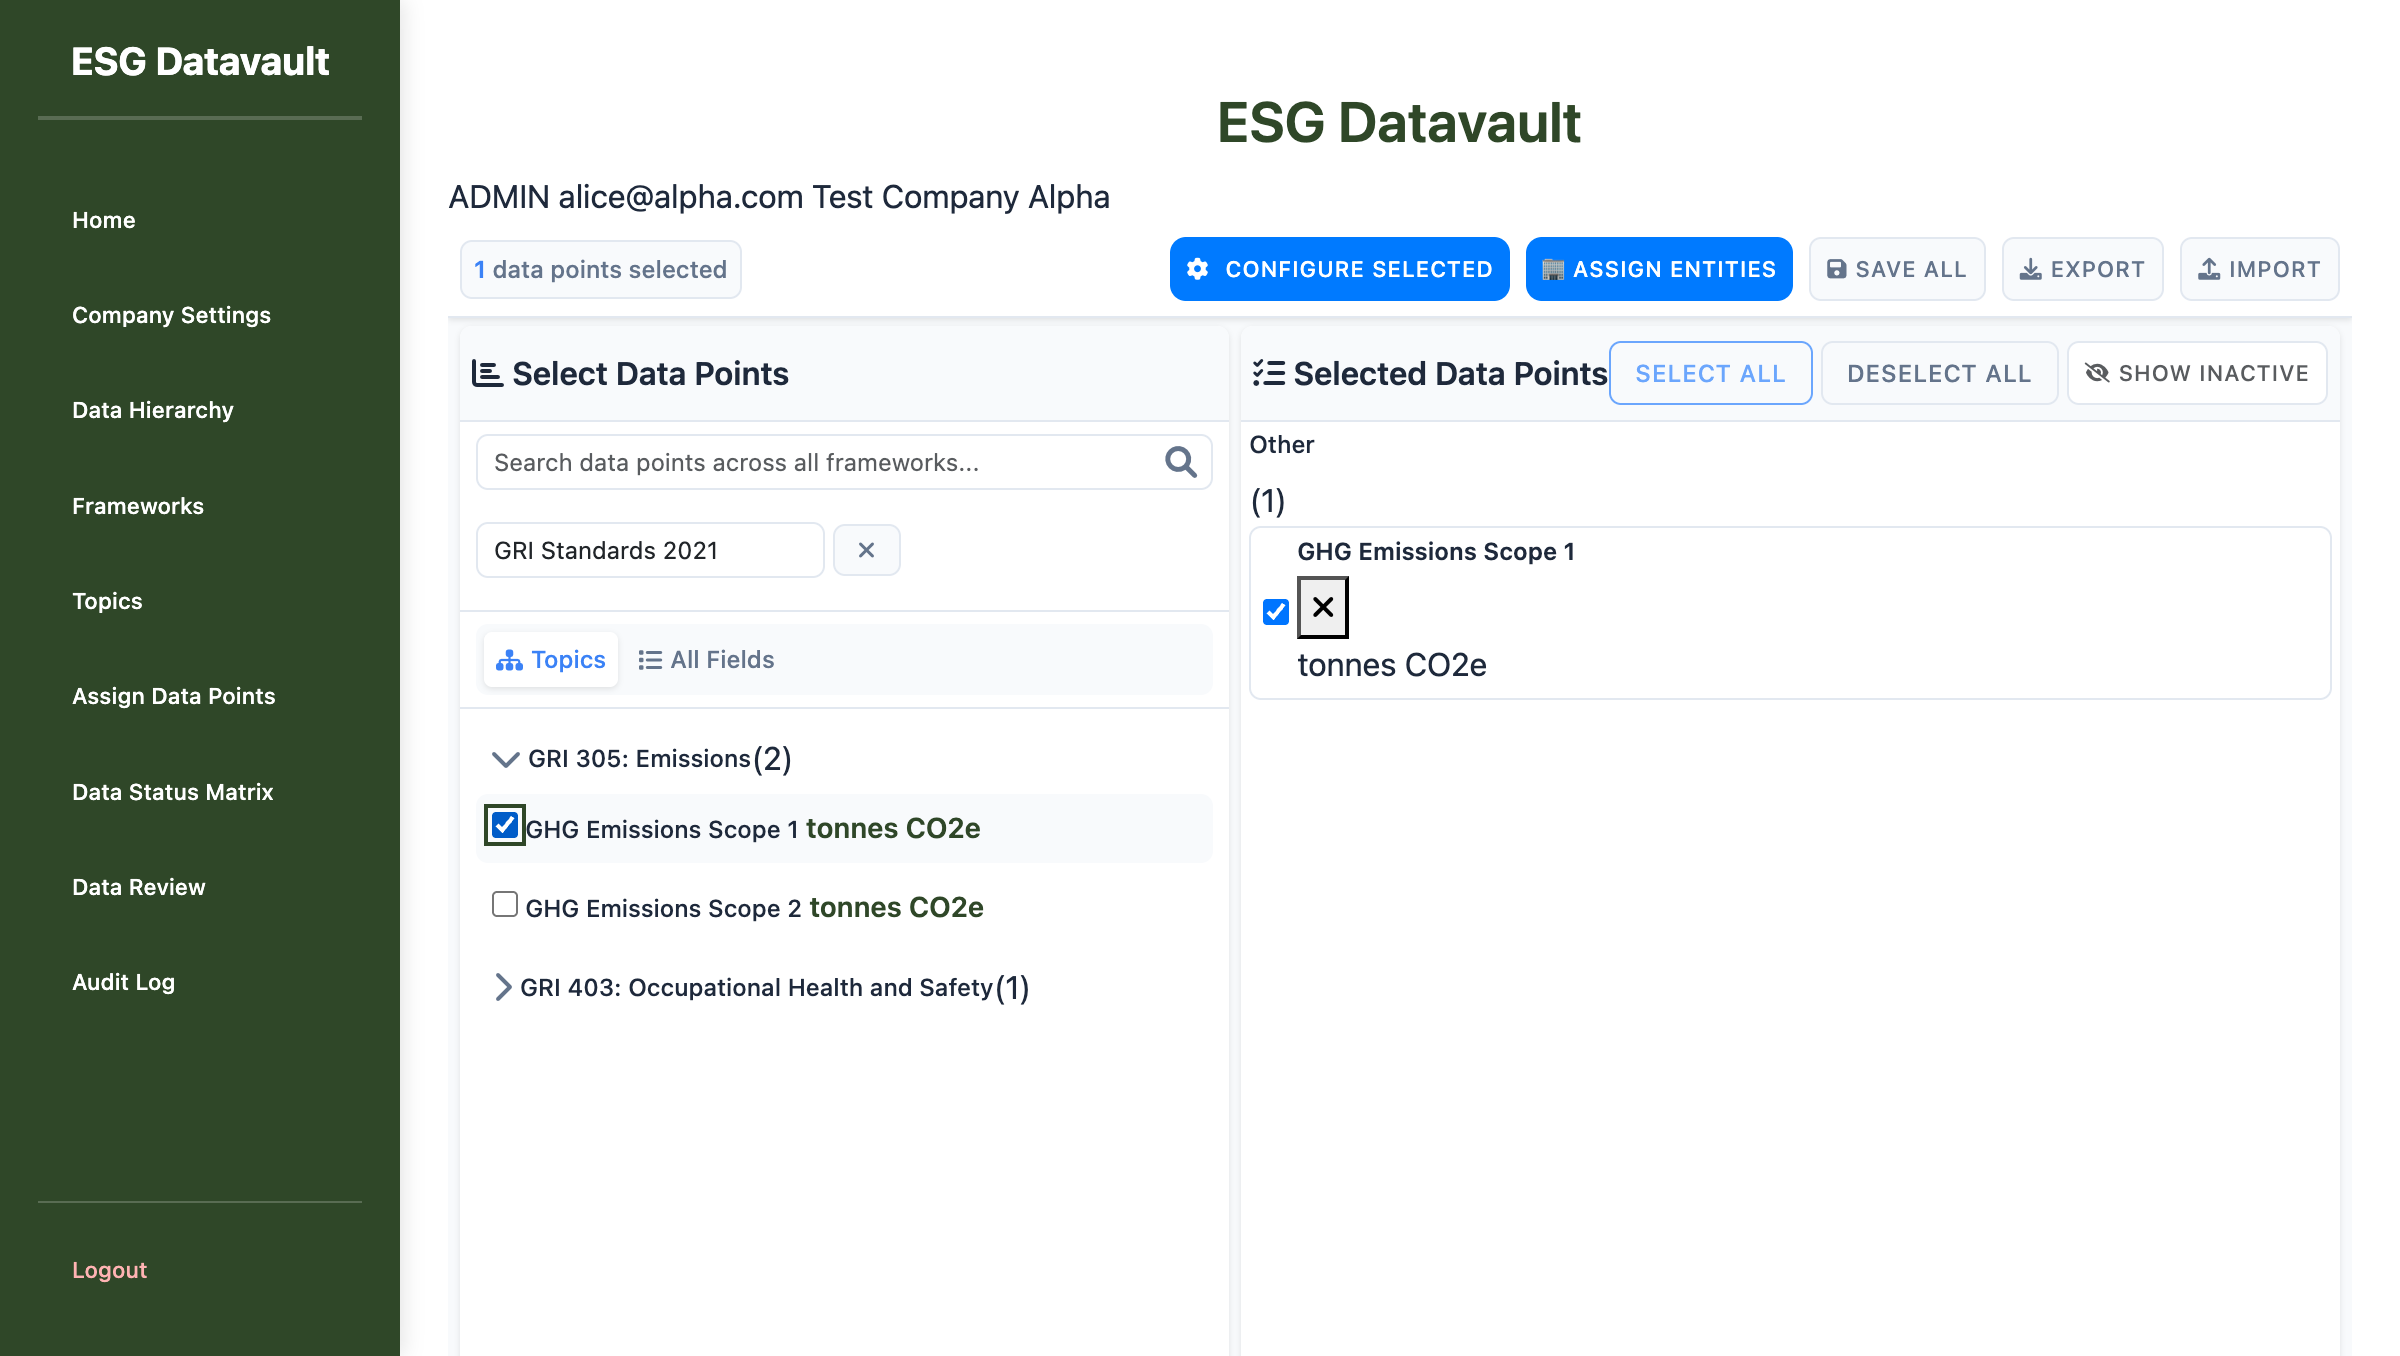 ESG Datavault
Home
Company Settings
Data Hierarchy
Frameworks
Topics
Assign Data Points
Data Status Matrix
Data Review
Audit Log
Logout
ESG Datavault
ADMIN alice@alpha.com Test Company Alpha
1 data points selected
CONFIGURE SELECTED
ASSIGN ENTITIES
SAVE ALL
EXPORT
IMPORT
Select Data Points
Search data points across all frameworks...
GRI Standards 2021
Topics
All Fields
GRI 305: Emissions(2)
GHG Emissions Scope 1 tonnes CO2e
GHG Emissions Scope 2 tonnes CO2e
GRI 403: Occupational Health and Safety(1)
Selected Data Points
SELECT ALL
DESELECT ALL
SHOW INACTIVE
Other
(1)
GHG Emissions Scope 1
tonnes CO2e